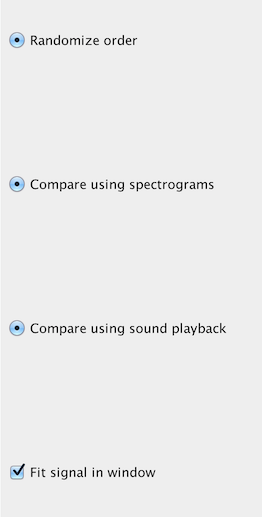 Randomize order
Compare using spectrograms
Compare using sound playback
Fit signal in window